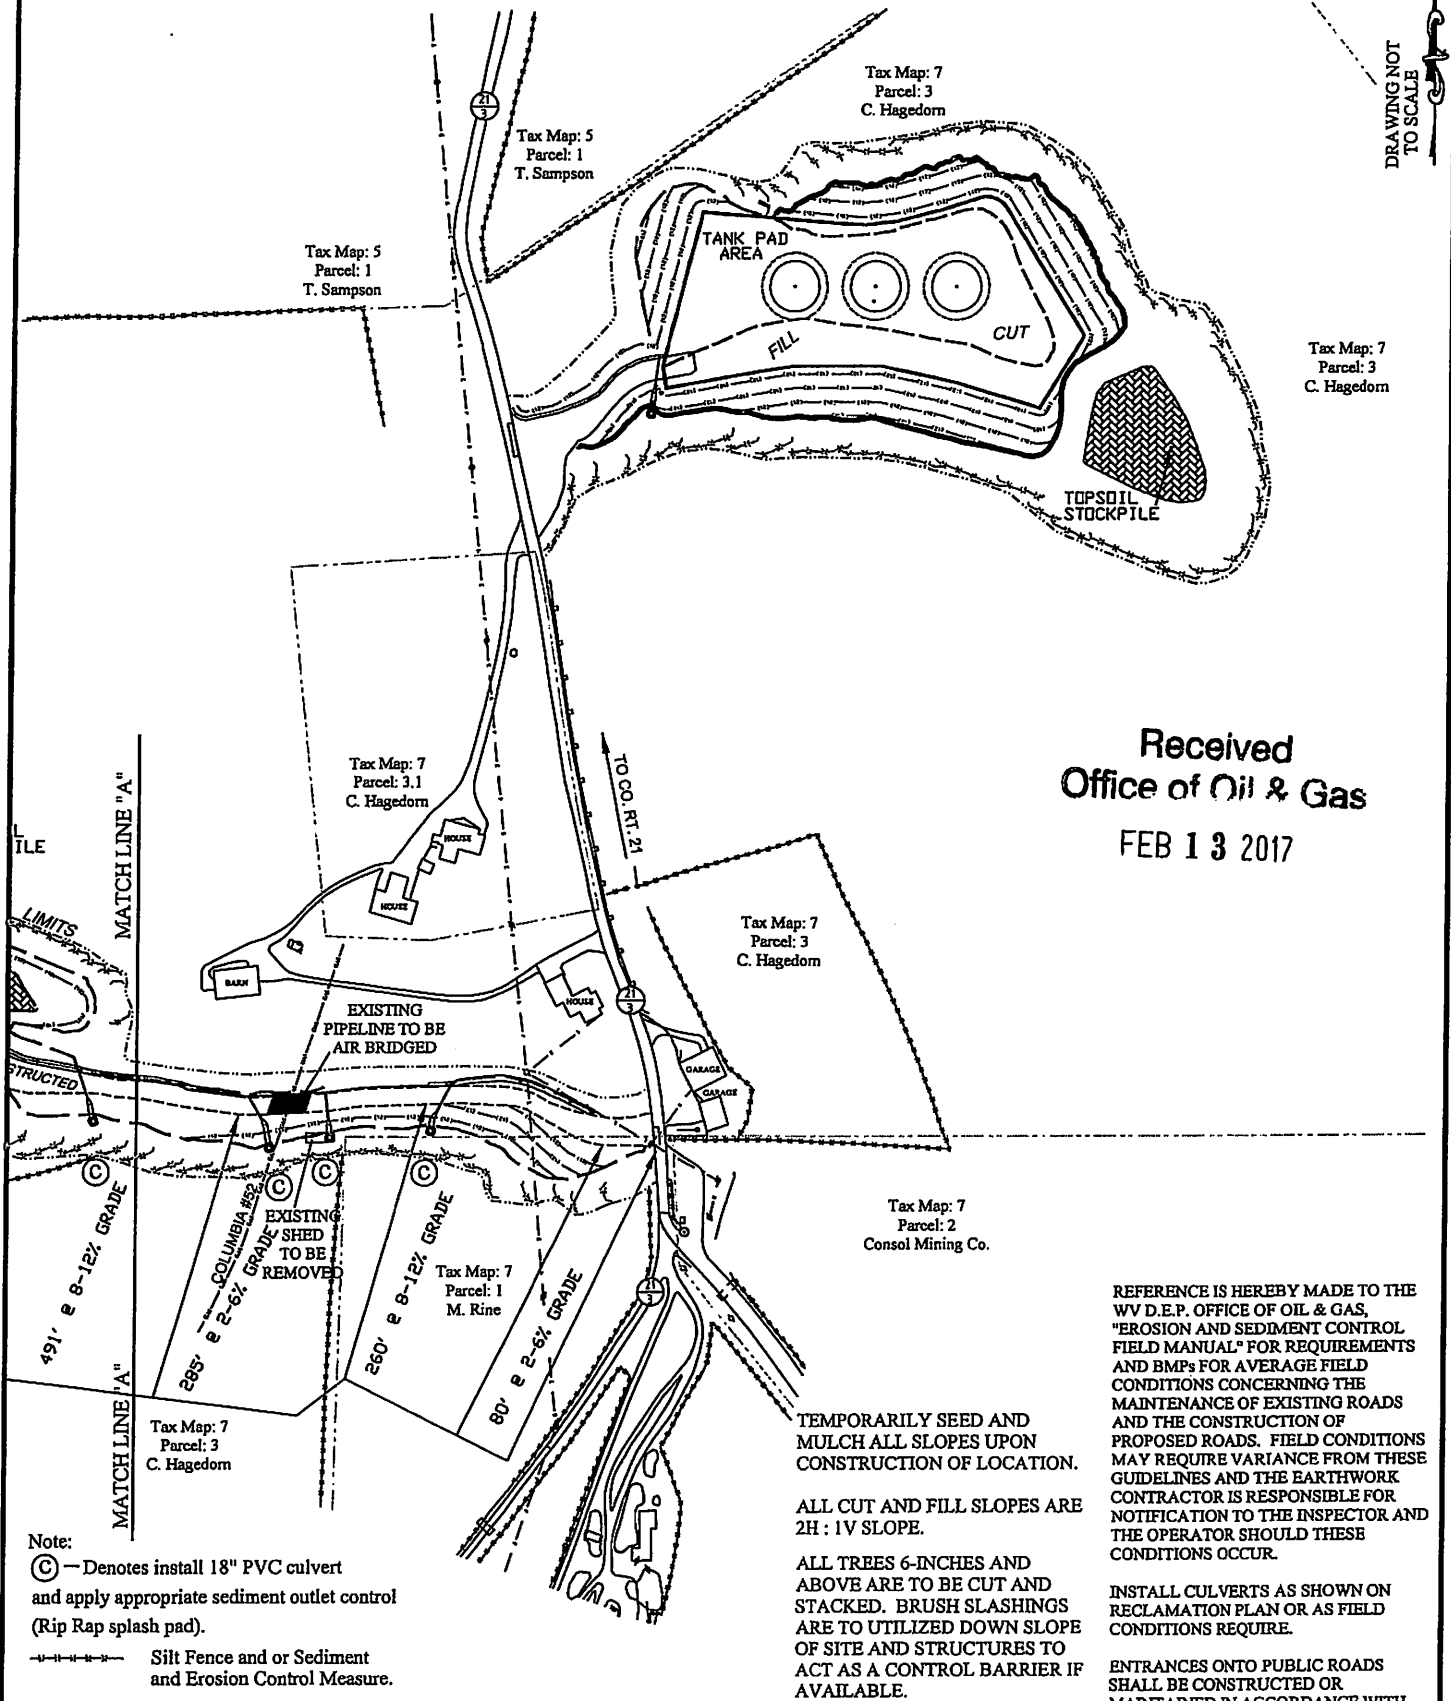 DRAWING NOT
TO SCALE
Tax Map: 7
Parcel: 3
C. Hagedorn
21
3
Tax Map: 5
Parcel: 1
T. Sampson
Tax Map: 5
Parcel: 1
T. Sampson
TANK PAD
AREA
FILL
CUT
Tax Map: 7
Parcel: 3
C. Hagedorn
TOPSOIL
STOCKPILE
Received
Office of Oil & Gas
FEB 13 2017
TO CO. RT. 21
Tax Map: 7
Parcel: 3.1
C. Hagedorn
HOUSE
HOUSE
MATCH LINE "A"
L
ILE
LIMITS
BARN
HOUSE
21
3
Tax Map: 7
Parcel: 3
C. Hagedorn
EXISTING
PIPELINE TO BE
AIR BRIDGED
GARAGE
GARAGE
STRUCTED
C
C
C
C
491' @ 8-12% GRADE
COLUMBIA #52
285' @ 2-6% GRADE
EXISTING
SHED
TO BE
REMOVED
260' @ 8-12% GRADE
Tax Map: 7
Parcel: 1
M. Rine
80' @ 2-6% GRADE
21
3
Tax Map: 7
Parcel: 2
Consol Mining Co.
MATCH LINE "A"
Tax Map: 7
Parcel: 3
C. Hagedorn
Note:
C — Denotes install 18" PVC culvert
and apply appropriate sediment outlet control
(Rip Rap splash pad).
Silt Fence and or Sediment
and Erosion Control Measure.
TEMPORARILY SEED AND
MULCH ALL SLOPES UPON
CONSTRUCTION OF LOCATION.
ALL CUT AND FILL SLOPES ARE
2H : 1V SLOPE.
ALL TREES 6-INCHES AND
ABOVE ARE TO BE CUT AND
STACKED. BRUSH SLASHINGS
ARE TO UTILIZED DOWN SLOPE
OF SITE AND STRUCTURES TO
ACT AS A CONTROL BARRIER IF
AVAILABLE.
REFERENCE IS HEREBY MADE TO THE
WV D.E.P. OFFICE OF OIL & GAS,
"EROSION AND SEDIMENT CONTROL
FIELD MANUAL" FOR REQUIREMENTS
AND BMPs FOR AVERAGE FIELD
CONDITIONS CONCERNING THE
MAINTENANCE OF EXISTING ROADS
AND THE CONSTRUCTION OF
PROPOSED ROADS. FIELD CONDITIONS
MAY REQUIRE VARIANCE FROM THESE
GUIDELINES AND THE EARTHWORK
CONTRACTOR IS RESPONSIBLE FOR
NOTIFICATION TO THE INSPECTOR AND
THE OPERATOR SHOULD THESE
CONDITIONS OCCUR.
INSTALL CULVERTS AS SHOWN ON
RECLAMATION PLAN OR AS FIELD
CONDITIONS REQUIRE.
ENTRANCES ONTO PUBLIC ROADS
SHALL BE CONSTRUCTED OR